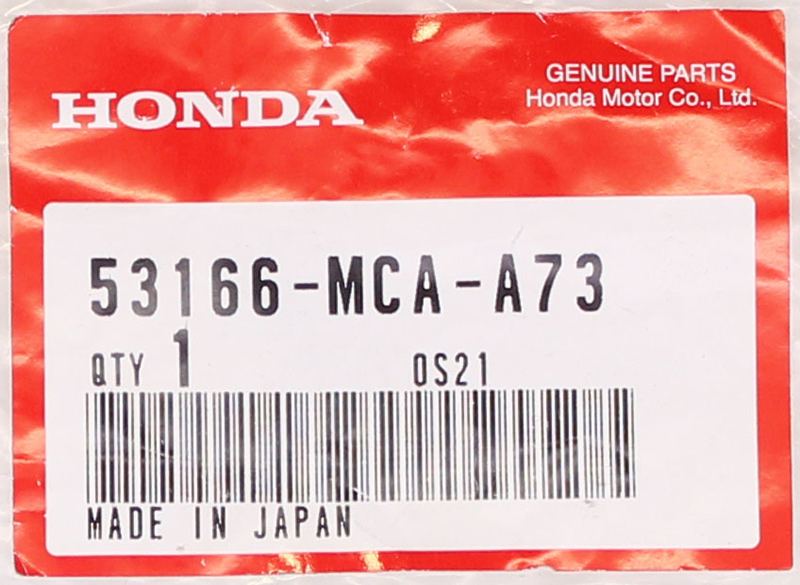 GENUINE PARTS
HONDA
Honda Motor Co., Ltd.
53166-MCA-A73
QTY 1 0S21
MADE IN JAPAN